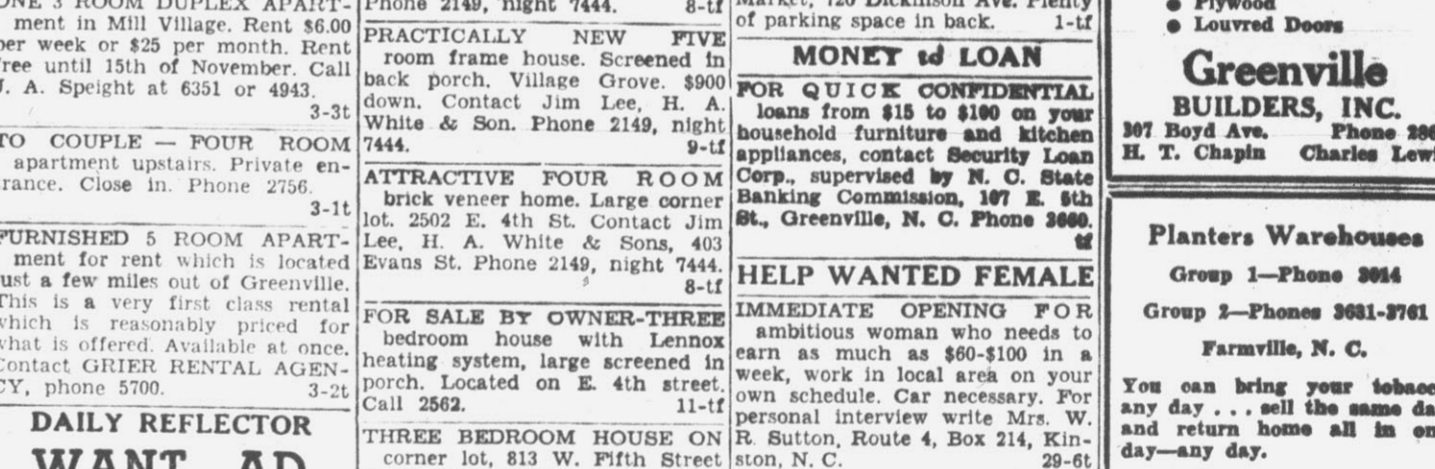 ONE 3 ROOM DUPLEX APART-
ment in Mill Village. Rent $6.00
per week or $25 per month. Rent
free until 15th of November. Call
J. A. Speight at 6351 or 4943.
3-3t
TO COUPLE — FOUR ROOM
apartment upstairs. Private en-
trance. Close in. Phone 2756.
3-1t
FURNISHED 5 ROOM APART-
ment for rent which is located
just a few miles out of Greenville.
This is a very first class rental
which is reasonably priced for
what is offered. Available at once.
Contact GRIER RENTAL AGEN-
CY, phone 5700.
3-2t
DAILY REFLECTOR
WANT AD
Phone 2149, night 7444.
8-tf
PRACTICALLY NEW FIVE
room frame house. Screened in
back porch. Village Grove. $900
down. Contact Jim Lee, H. A.
White & Son. Phone 2149, night
7444.
9-tf
ATTRACTIVE FOUR ROOM
brick veneer home. Large corner
lot. 2502 E. 4th St. Contact Jim
Lee, H. A. White & Sons, 403
Evans St. Phone 2149, night 7444.
8-tf
FOR SALE BY OWNER-THREE
bedroom house with Lennox
heating system, large screened in
porch. Located on E. 4th street.
Call 2562.
11-tf
THREE BEDROOM HOUSE ON
corner lot, 813 W. Fifth Street
Market, 120 Dickinson Ave. Plenty
of parking space in back.
1-tf
MONEY td LOAN
FOR QUICK CONFIDENTIAL
loans from $15 to $100 on your
household furniture and kitchen
appliances, contact Security Loan
Corp., supervised by N. C. State
Banking Commission, 107 E. 5th
St., Greenville, N. C. Phone 3660.
tf
HELP WANTED FEMALE
IMMEDIATE OPENING FOR
ambitious woman who needs to
earn as much as $60-$100 in a
week, work in local area on your
own schedule. Car necessary. For
personal interview write Mrs. W.
R. Sutton, Route 4, Box 214, Kin-
ston, N. C.
29-6t
● Plywood
● Louvred Doors
Greenville
BUILDERS, INC.
307 Boyd Ave. Phone 286
H. T. Chapin Charles Lewi
Planters Warehouses
Group 1—Phone 3014
Group 2—Phones 3631-3761
Farmville, N. C.
You can bring your tobacc
any day . . . sell the same da
and return home all in on
day—any day.